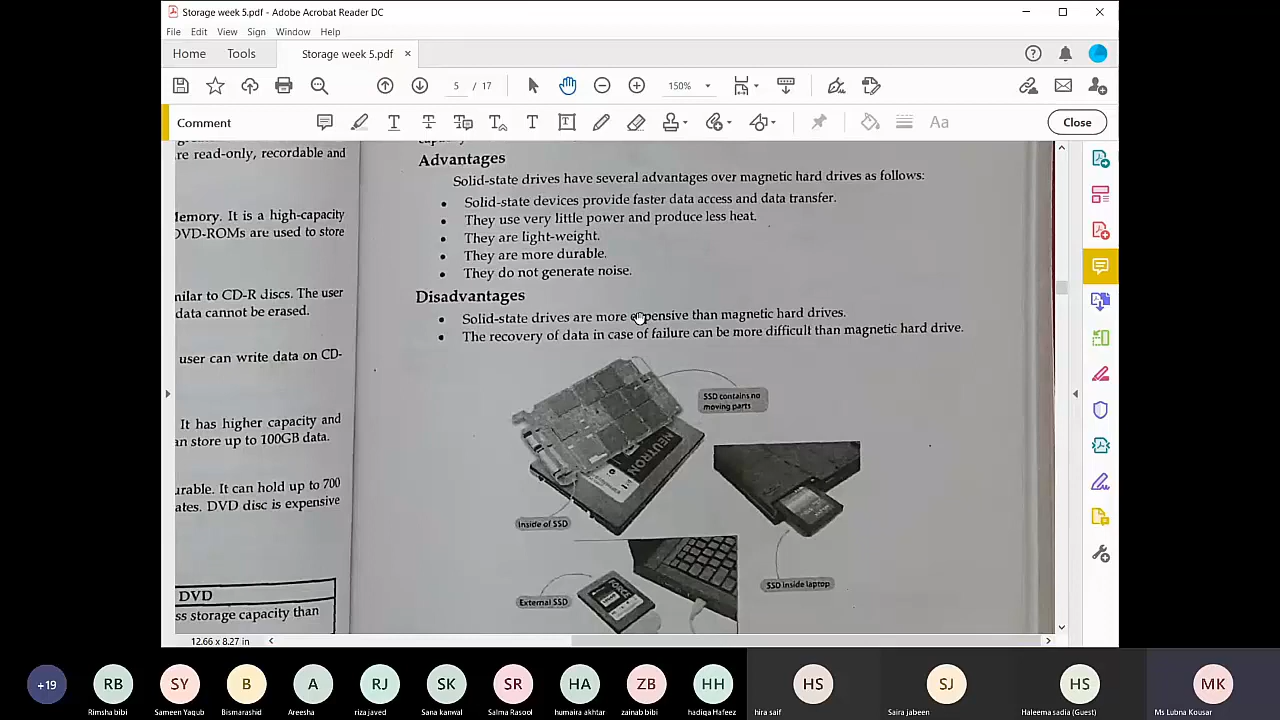 Storage week 5.pdf - Adobe Acrobat Reader DC
File Edit View Sign Window Help
Home Tools Storage week 5.pdf ×
5 / 17 150%
Comment Close
re read-only, recordable and
Memory. It is a high-capacity
DVD-ROMs are used to store
nilar to CD-R discs. The user
data cannot be erased.
user can write data on CD-
It has higher capacity and
an store up to 100GB data.
urable. It can hold up to 700
ates. DVD disc is expensive
DVD
ss storage capacity than
Advantages
Solid-state drives have several advantages over magnetic hard drives as follows:
• Solid-state devices provide faster data access and data transfer.
• They use very little power and produce less heat.
• They are light-weight.
• They are more durable.
• They do not generate noise.
Disadvantages
• Solid-state drives are more expensive than magnetic hard drives.
• The recovery of data in case of failure can be more difficult than magnetic hard drive.
SSD contains no
moving parts
NEUTRON
Inside of SSD
SSD inside laptop
External SSD
FORCE
12.66 x 8.27 in
+19 RB SY B A RJ SK SR HA ZB HH HS SJ HS MK
Rimsha bibi Sameen Yaqub Bismarashid Areesha riza javed Sana kanwal Salma Rasool humaira akhtar zainab bibi hadiqa Hafeez hira saif Saira jabeen Haleema sadia (Guest) Ms Lubna Kousar